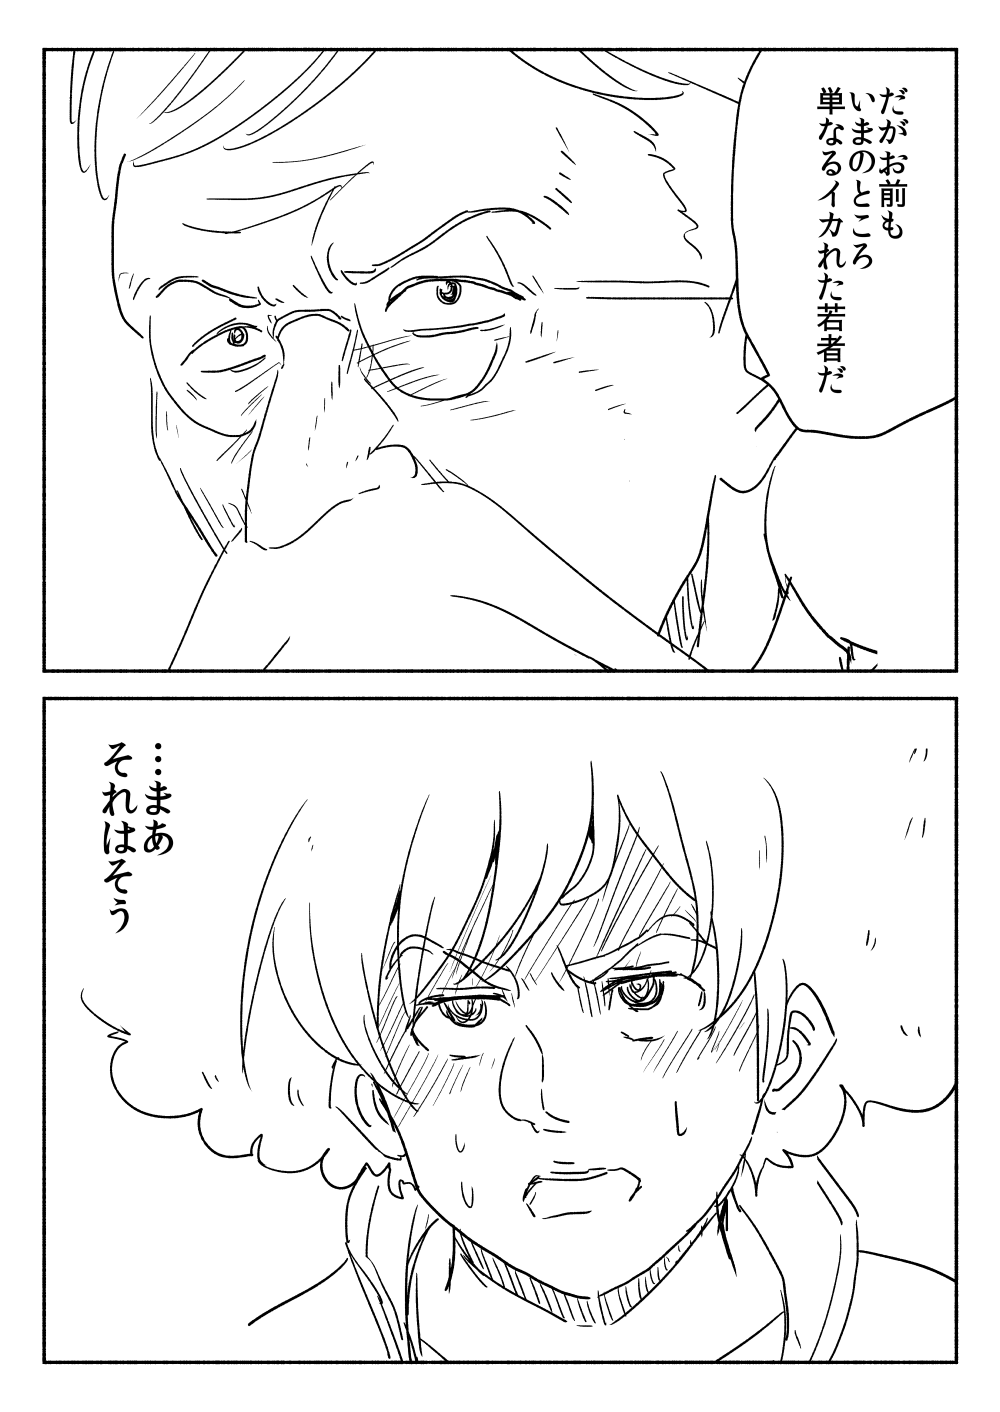 だがお前も
いまのところ
単なるイカれた若者だ
…まあ
それはそう